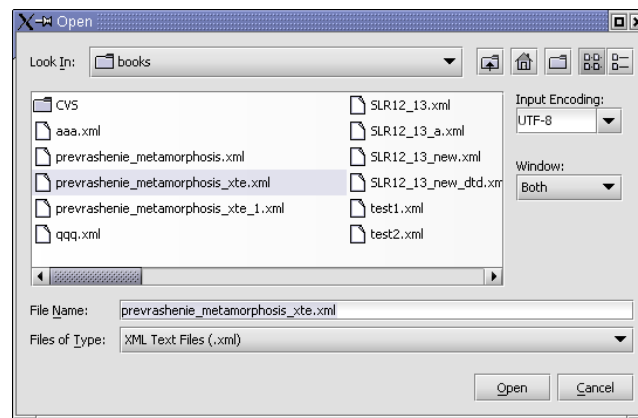 Open
Look In: books
CVS
aaa.xml
prevrashenie_metamorphosis.xml
prevrashenie_metamorphosis_xte.xml
prevrashenie_metamorphosis_xte_1.xml
qqq.xml
SLR12_13.xml
SLR12_13_a.xml
SLR12_13_new.xml
SLR12_13_new_dtd.xm
test1.xml
test2.xml
Input Encoding:
UTF-8
Window:
Both
File Name: prevrashenie_metamorphosis_xte.xml
Files of Type: XML Text Files (.xml)
Open Cancel